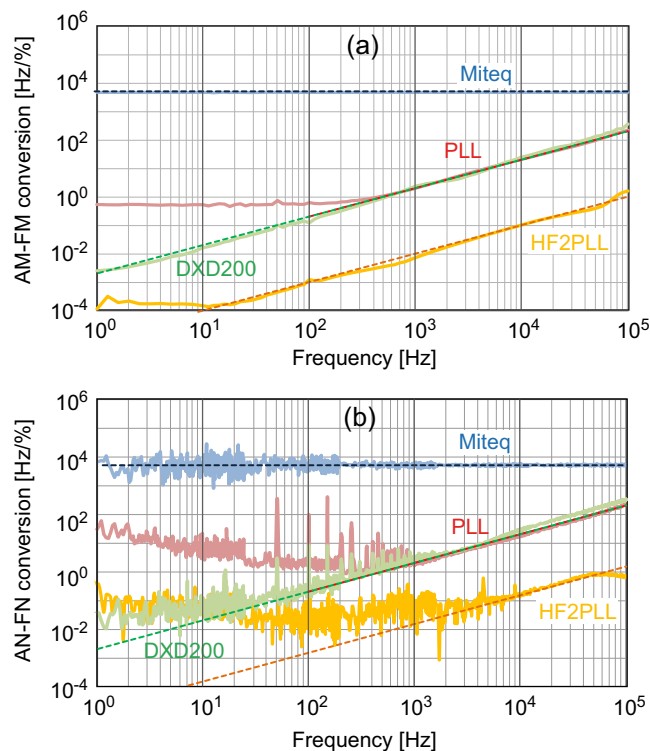 (a)
10^6
10^4
10^2
10^0
10^-2
10^-4
AM-FM conversion [Hz/%]
Miteq
PLL
DXD200
HF2PLL
10^0 10^1 10^2 10^3 10^4 10^5
Frequency [Hz]
(b)
10^6
10^4
10^2
10^0
10^-2
10^-4
AN-FN conversion [Hz/%]
Miteq
PLL
HF2PLL
DXD200
10^0 10^1 10^2 10^3 10^4 10^5
Frequency [Hz]